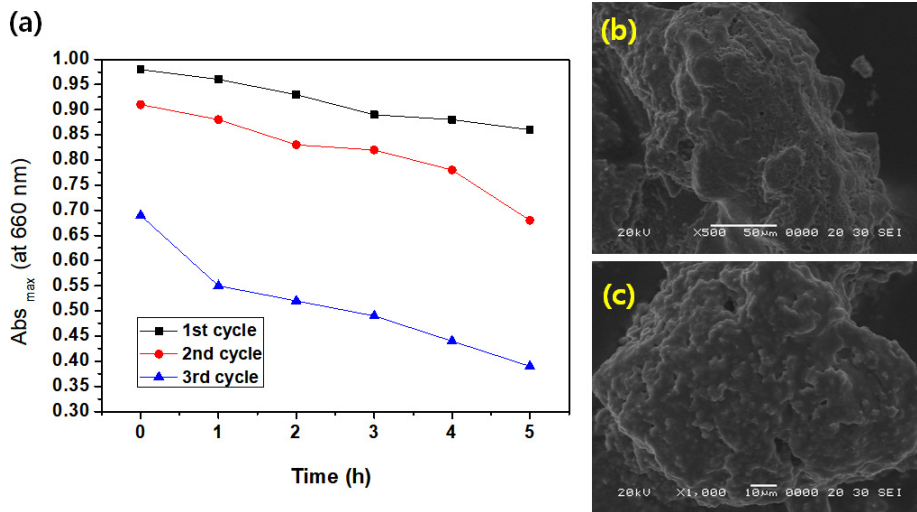 (a)
1.00
0.95
0.90
0.85
0.80
0.75
0.70
0.65
0.60
0.55
0.50
0.45
0.40
0.35
0.30
Abs max (at 660 nm)
1st cycle
2nd cycle
3rd cycle
0 1 2 3 4 5
Time (h)
(b)
20kV X500 50µm 0000 20 30 SEI
(c)
20kV X1,000 10µm 0000 20 30 SEI